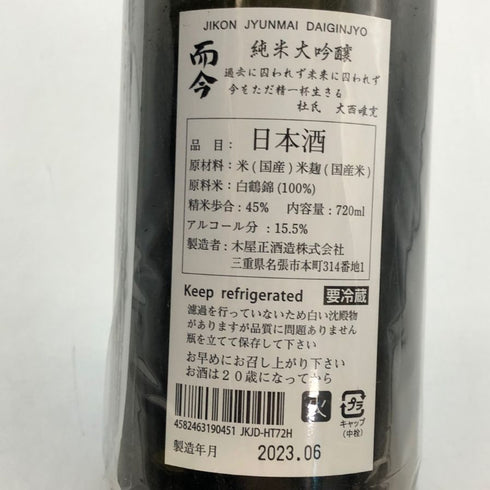 JIKON JYUNMAI DAIGINJYO
而今 純米大吟醸
過去に囚われず未来に囚われず
今をただ精一杯生きる
杜氏 大西唯克
品目: 日本酒
原材料:米(国産)米麹(国産米)
原料米:白鶴錦(100%)
精米歩合:45% 内容量:720ml
アルコール分:15.5%
製造者:木屋正酒造株式会社
三重県名張市本町314番地1
Keep refrigerated 要冷蔵
濾過を行っていないため白い沈殿物
がありますが品質に問題ありません
瓶を立てて保存して下さい
お早めにお召し上がり下さい
お酒は20歳になってから
4582463190451 JKJD-HT72H
プラ
キャップ
(中栓)
製造年月 2023.06